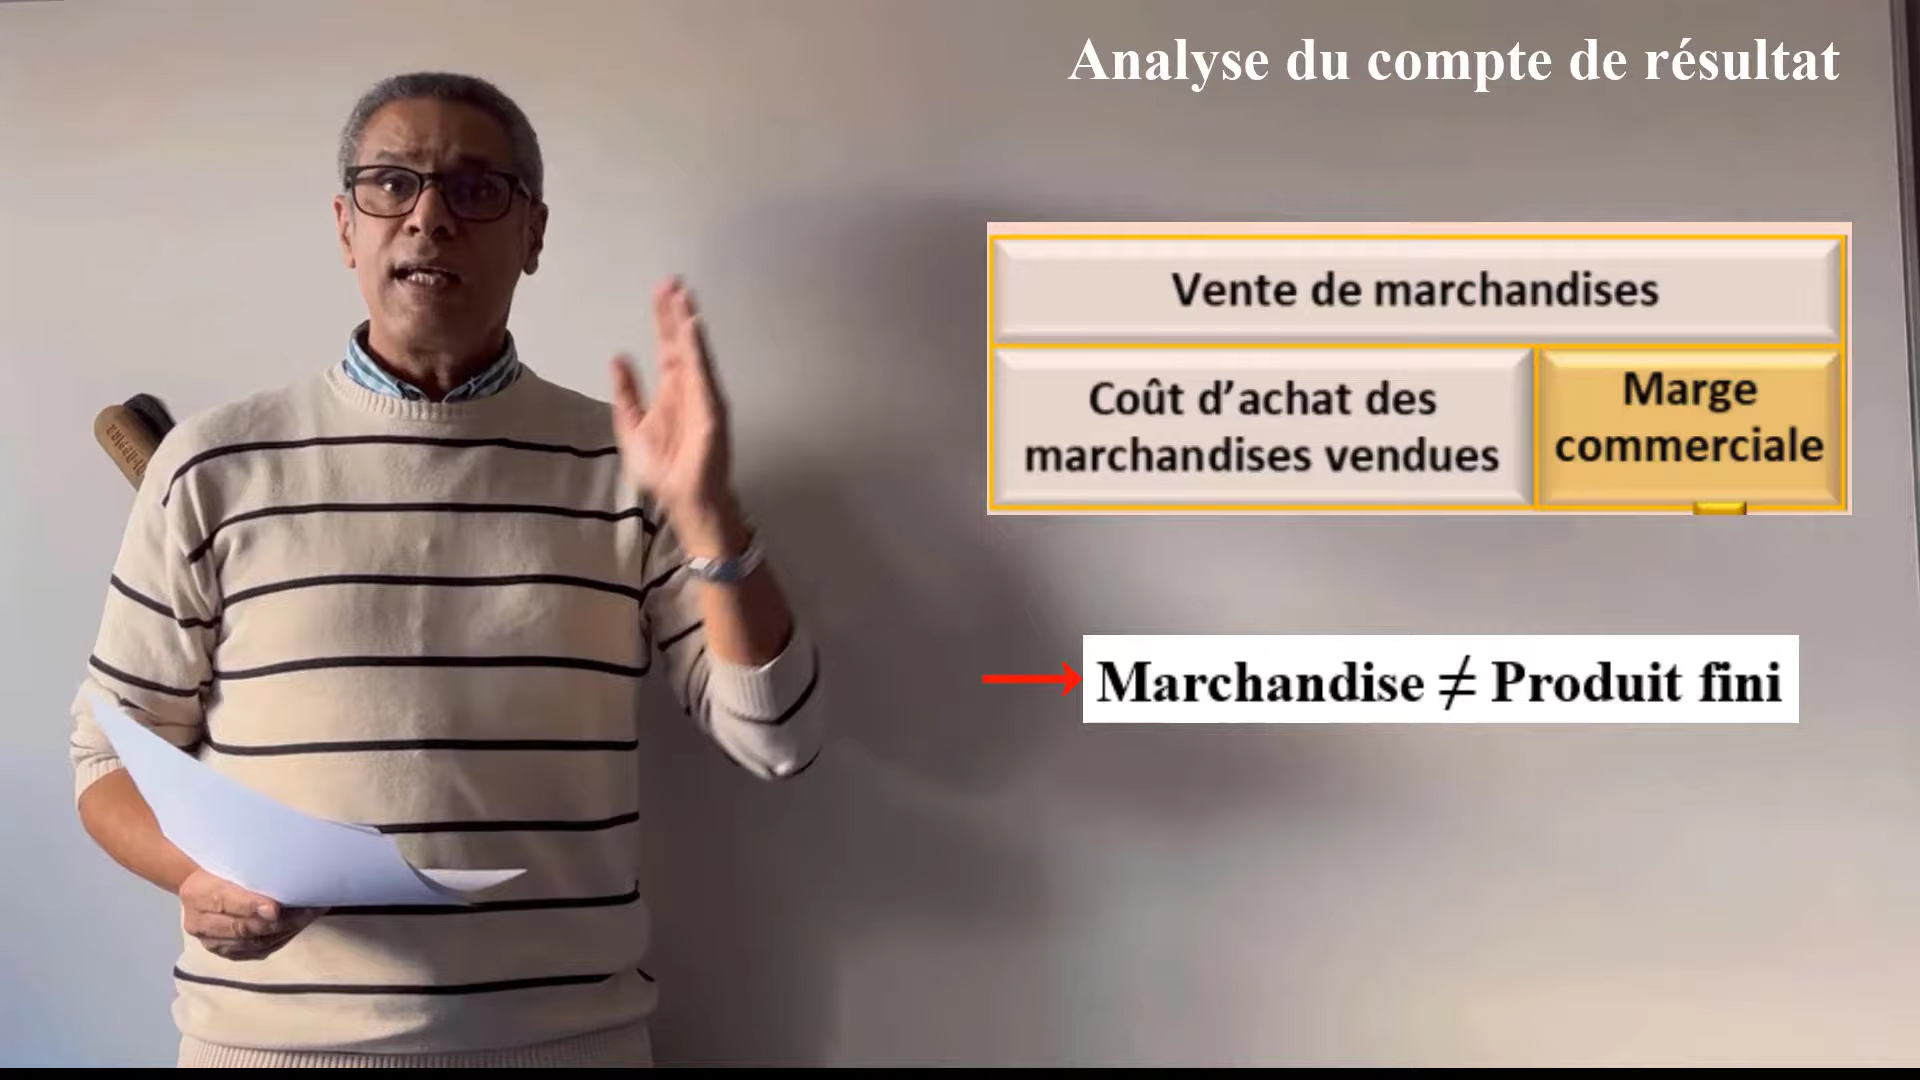 Analyse du compte de résultat
Vente de marchandises
Coût d'achat des
marchandises vendues
Marge
commerciale
Marchandise ≠ Produit fini